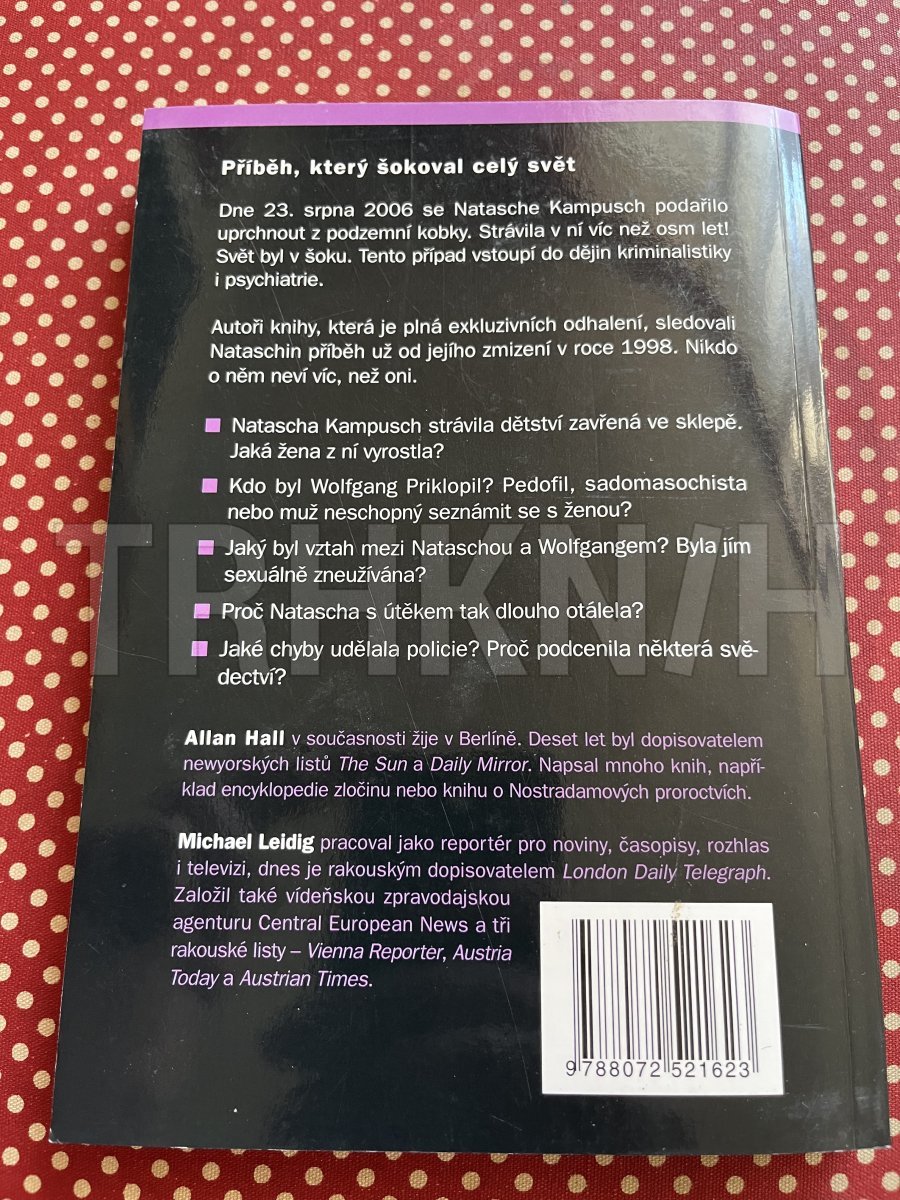 Příběh, který šokoval celý svět
Dne 23. srpna 2006 se Natasche Kampusch podařilo
uprchnout z podzemní kobky. Strávila v ní víc než osm let!
Svět byl v šoku. Tento případ vstoupí do dějin kriminalistiky
i psychiatrie.
Autoři knihy, která je plná exkluzivních odhalení, sledovali
Nataschin příběh už od jejího zmizení v roce 1998. Nikdo
o něm neví víc, než oni.
Natascha Kampusch strávila dětství zavřená ve sklepě.
Jaká žena z ní vyrostla?
Kdo byl Wolfgang Priklopil? Pedofil, sadomasochista
nebo muž neschopný seznámit se s ženou?
Jaký byl vztah mezi Nataschou a Wolfgangem? Byla jím
sexuálně zneužívána?
Proč Natascha s útěkem tak dlouho otálela?
Jaké chyby udělala policie? Proč podcenila některá svě-
dectví?
TRHKNIH
Allan Hall v současnosti žije v Berlíně. Deset let byl dopisovatelem
newyorských listů The Sun a Daily Mirror. Napsal mnoho knih, napří-
klad encyklopedie zločinu nebo knihu o Nostradamových proroctvích.
Michael Leidig pracoval jako reportér pro noviny, časopisy, rozhlas
i televizi, dnes je rakouským dopisovatelem London Daily Telegraph.
Založil také vídeňskou zpravodajskou
agenturu Central European News a tři
rakouské listy – Vienna Reporter, Austria
Today a Austrian Times.
9 788072 521623